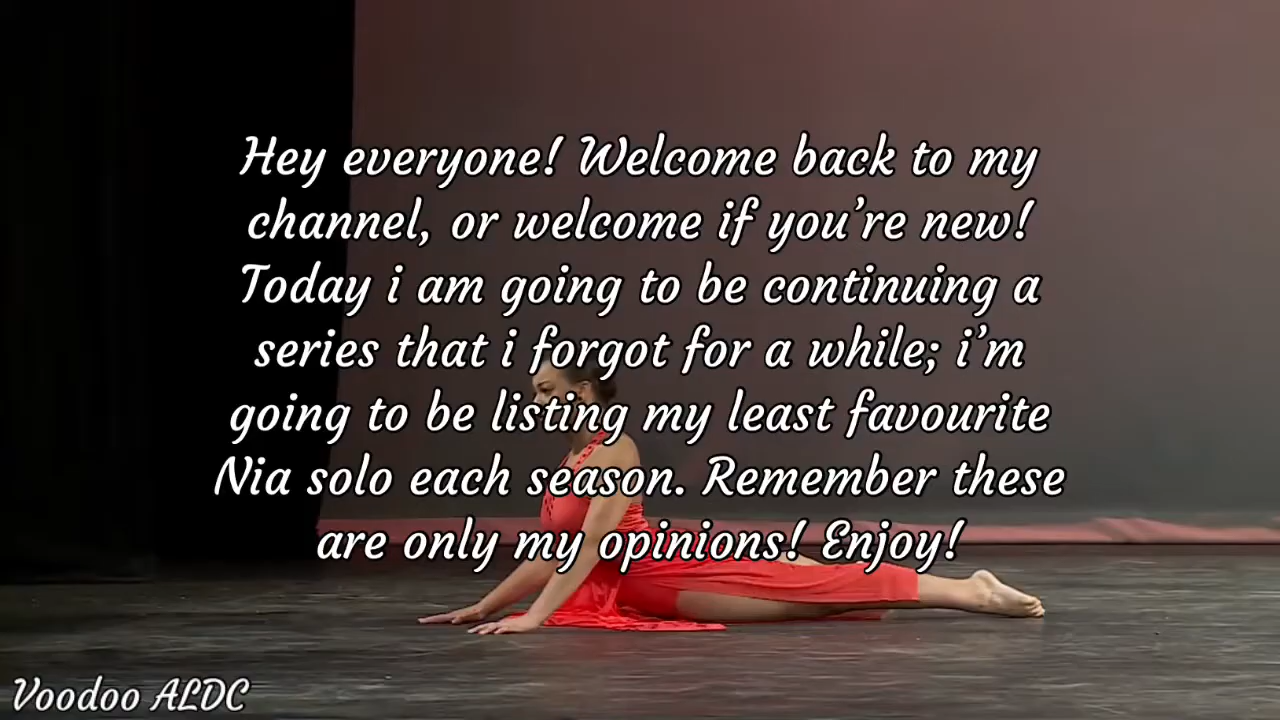 Hey everyone! Welcome back to my
channel, or welcome if you’re new!
Today i am going to be continuing a
series that i forgot for a while; i’m
going to be listing my least favourite
Nia solo each season. Remember these
are only my opinions! Enjoy!
Voodoo ALDC